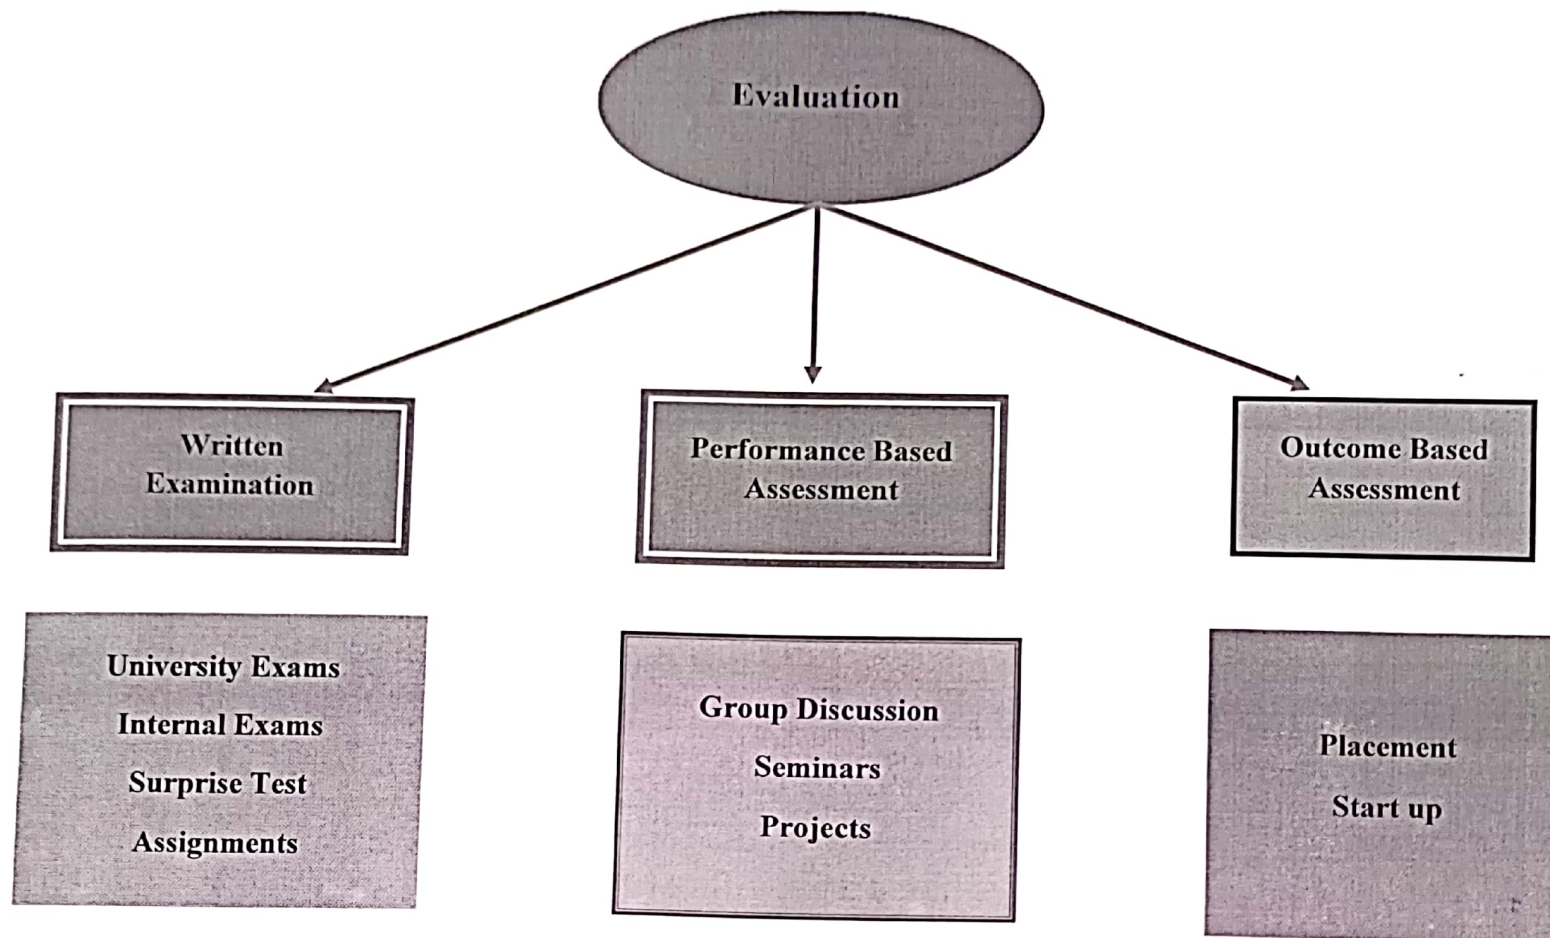 Evaluation
Written
Examination
Performance Based
Assessment
Outcome Based
Assessment
University Exams
Internal Exams
Surprise Test
Assignments
Group Discussion
Seminars
Projects
Placement
Start up